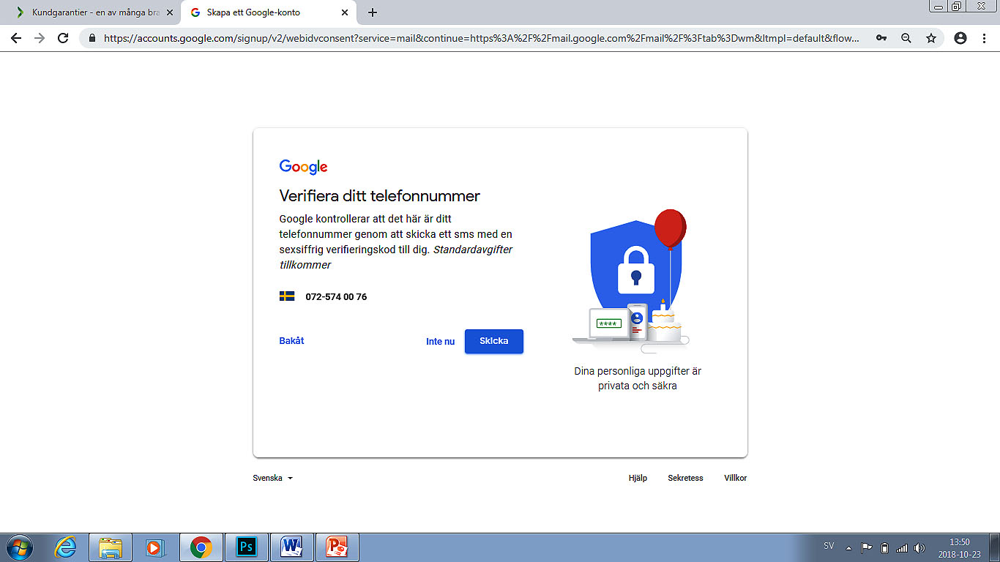 Kundgarantier - en av många bra
Skapa ett Google-konto
https://accounts.google.com/signup/v2/webidvconsent?service=mail&continue=https%3A%2F%2Fmail.google.com%2Fmail%2F%3Ftab%3Dwm&ltmpl=default&flow...
Google
Verifiera ditt telefonnummer
Google kontrollerar att det här är ditt
telefonnummer genom att skicka ett sms med en
sexsiffrig verifieringskod till dig. Standardavgifter
tillkommer
072-574 00 76
Bakåt Inte nu Skicka
****
Dina personliga uppgifter är
privata och säkra
Svenska Hjälp Sekretess Villkor
Ps
SV
13:50
2018-10-23